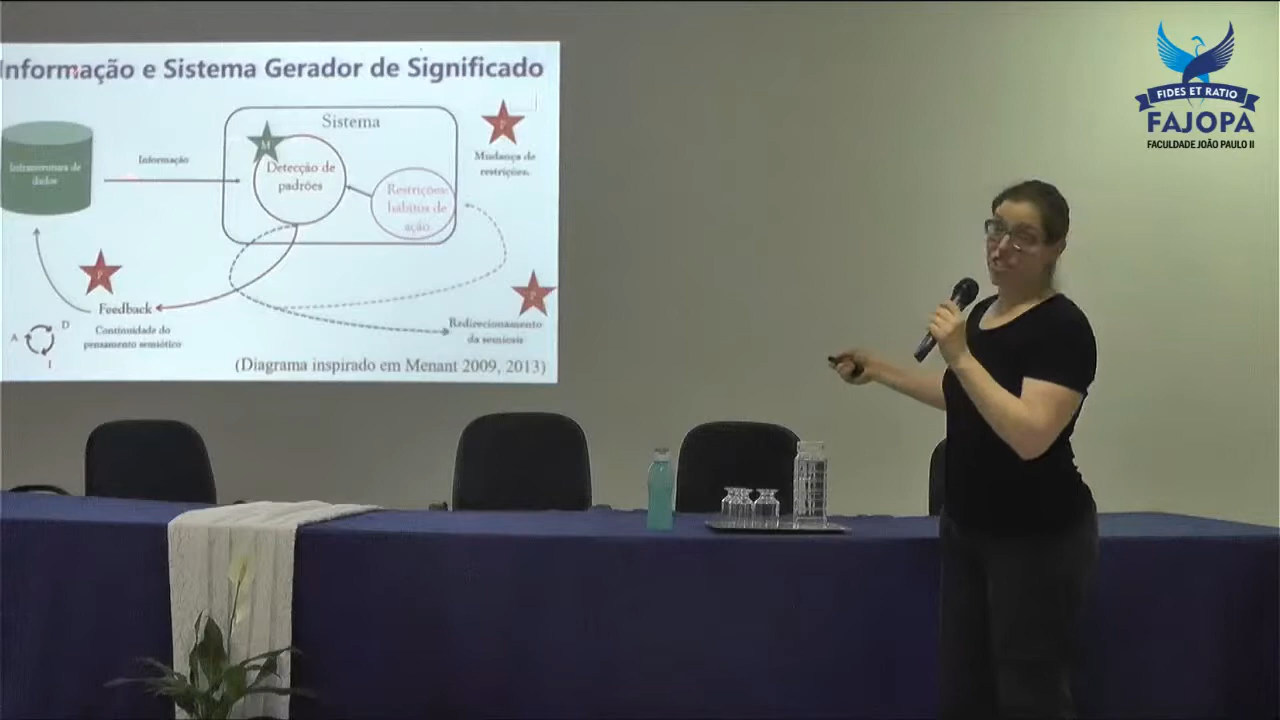 Informação e Sistema Gerador de Significado
Infraestrutura de
dados
Informação
Sistema
M
Detecção de
padrões
Restrições:
hábitos de
ação
P
Mudança de
restrições.
P
Feedback
Continuidade do
pensamento semiótico
A
D
I
P
Redirecionamento
da semiose
(Diagrama inspirado em Menant 2009, 2013)
FIDES ET RATIO
FAJOPA
FACULDADE JOÃO PAULO II